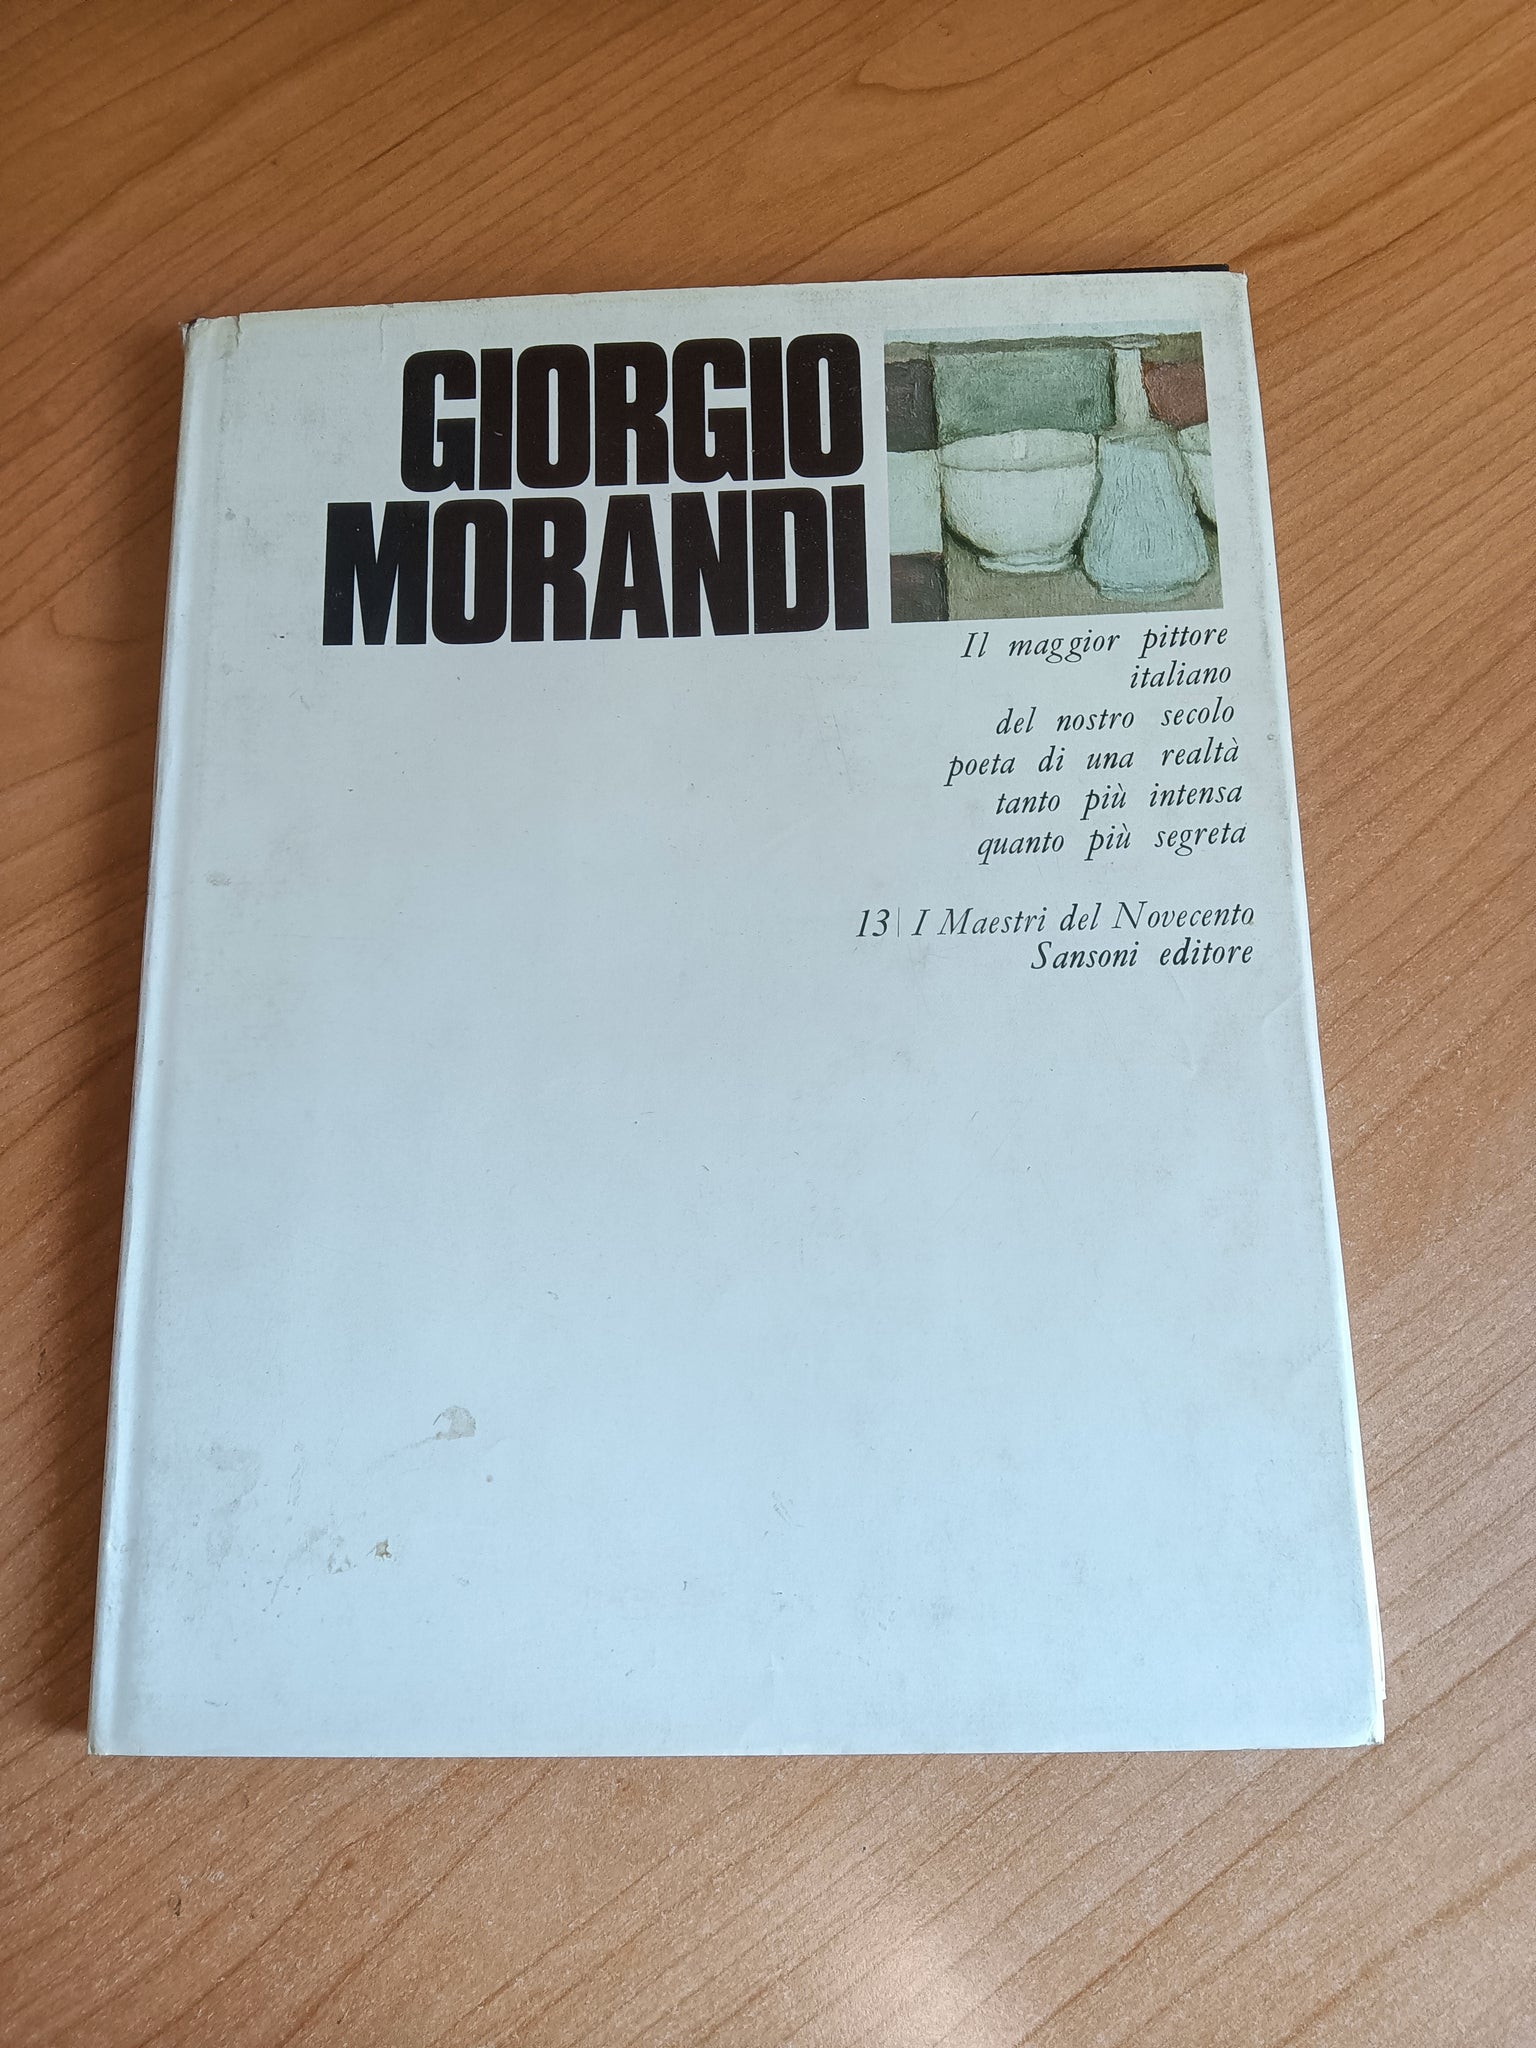 GIORGIO
MORANDI
Il maggior pittore
italiano
del nostro secolo
poeta di una realtà
tanto più intensa
quanto più segreta
13 | I Maestri del Novecento
Sansoni editore